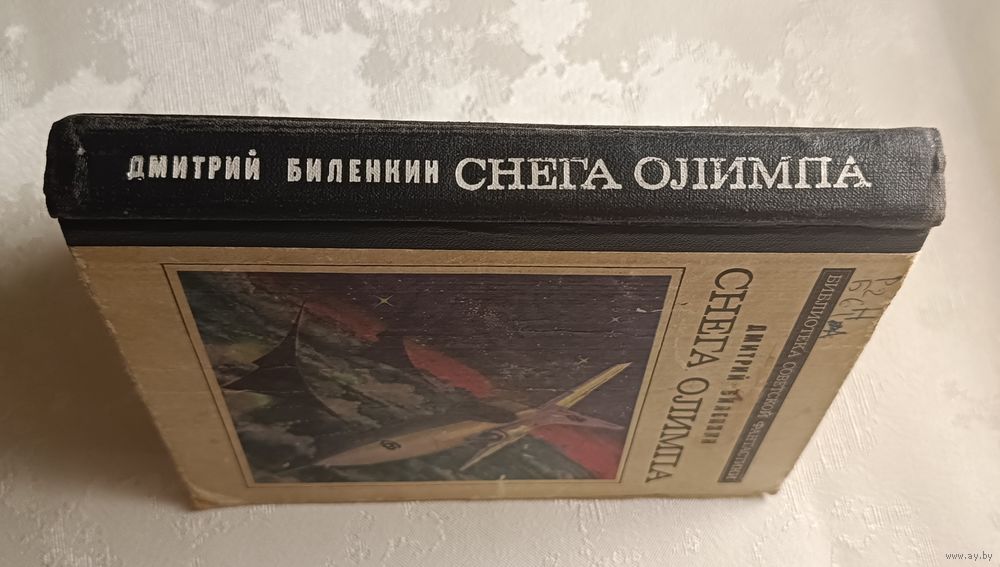 ДМИТРИЙ БИЛЕНКИН СНЕГА ОЛИМПА
БИБЛИОТЕКА СОВЕТСКОЙ ФАНТАСТИКИ
ДМИТРИЙ БИЛЕНКИН
СНЕГА ОЛИМПА
www.ay.by